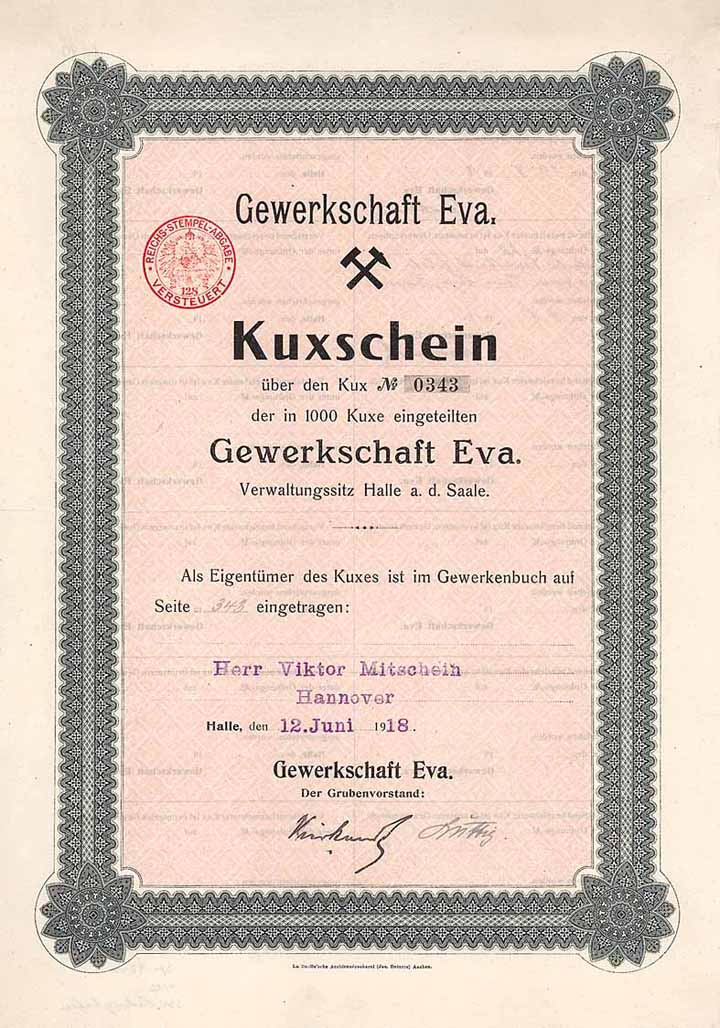 Gewerkschaft Eva.
REICHS-STEMPEL-ABGABE
128
VERSTEUERT
Kuxschein
über den Kux № 0343
der in 1000 Kuxe eingeteilten
Gewerkschaft Eva.
Verwaltungssitz Halle a. d. Saale.
Als Eigentümer des Kuxes ist im Gewerkenbuch auf
Seite 343 eingetragen:
Herr Viktor Mitschein
Hannover
Halle, den 12.Juni 1918.
Gewerkschaft Eva.
Der Grubenvorstand:
Aachen.